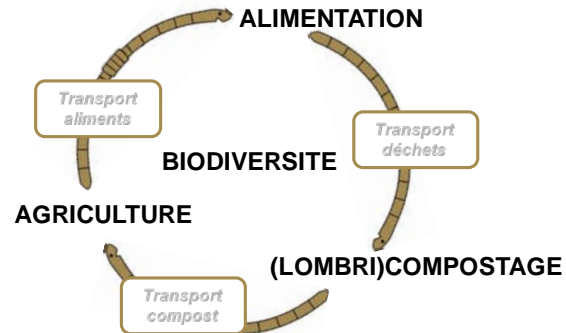 ALIMENTATION
Transport
aliments
Transport
déchets
BIODIVERSITE
AGRICULTURE
(LOMBRI)COMPOSTAGE
Transport
compost